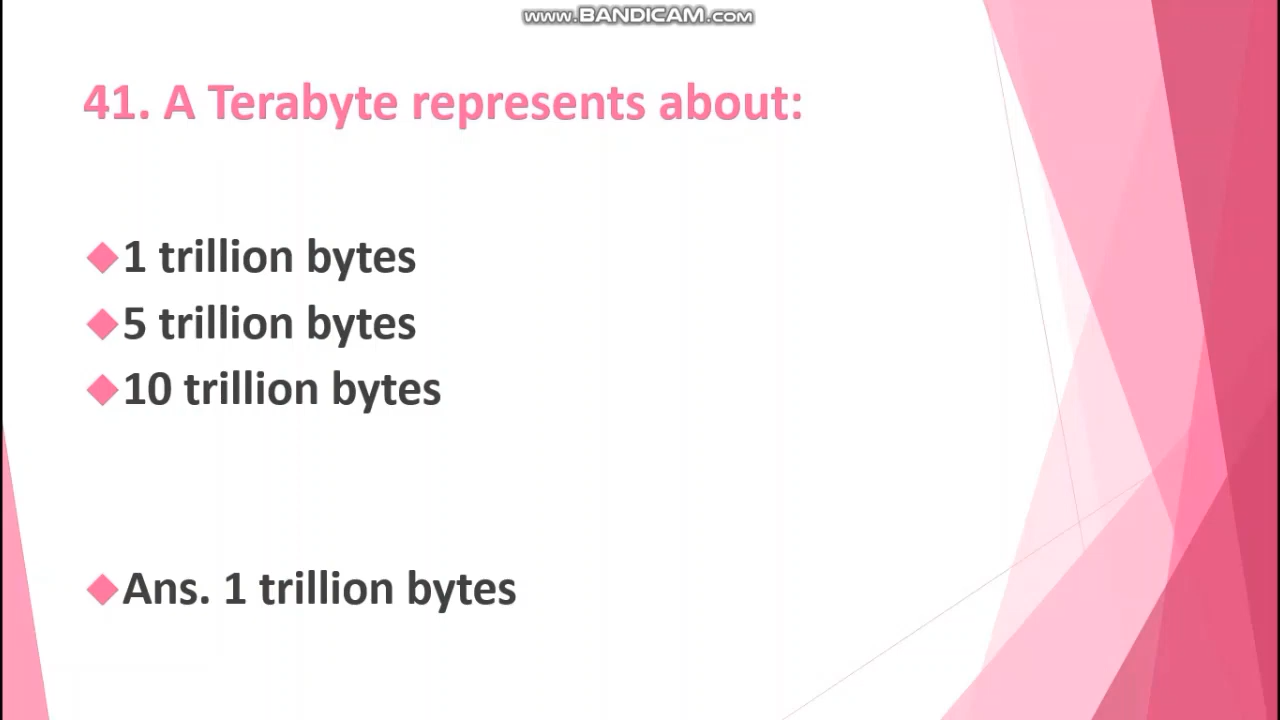 www.BANDICAM.com
41. A Terabyte represents about:
1 trillion bytes
5 trillion bytes
10 trillion bytes
Ans. 1 trillion bytes